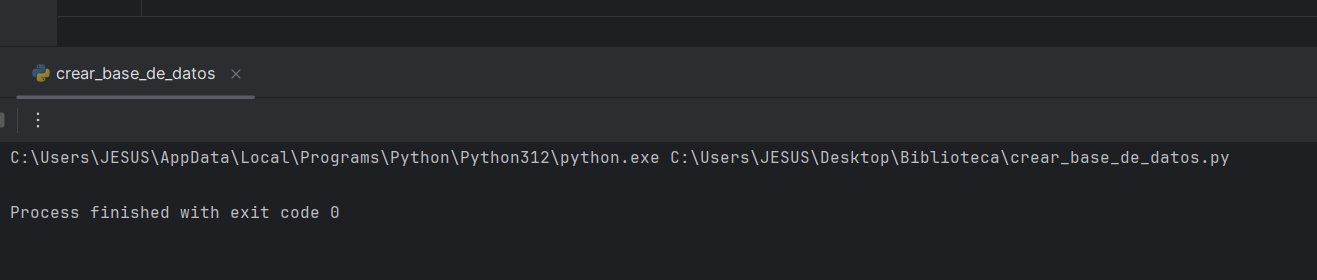 crear_base_de_datos
C:\Users\JESUS\AppData\Local\Programs\Python\Python312\python.exe C:\Users\JESUS\Desktop\Biblioteca\crear_base_de_datos.py
Process finished with exit code 0